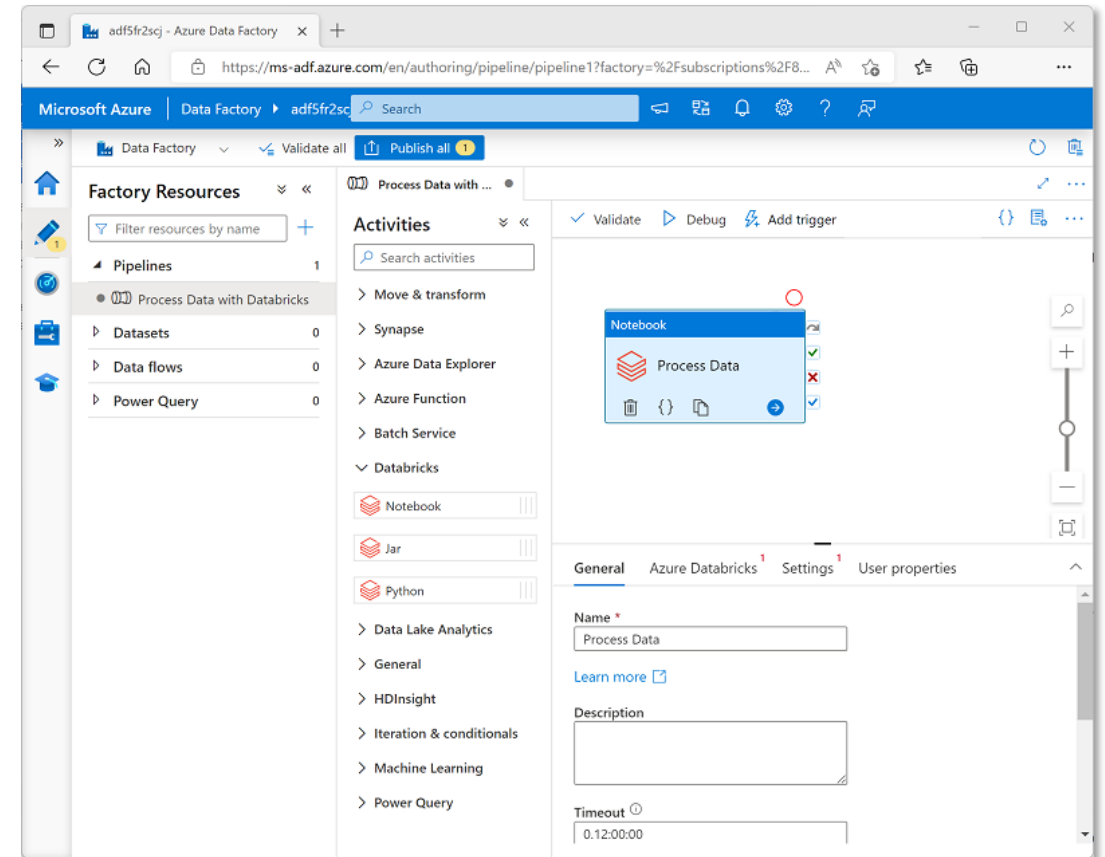 adf5fr2scj - Azure Data Factory
https://ms-adf.azure.com/en/authoring/pipeline/pipeline1?factory=%2Fsubscriptions%2F8...
Microsoft Azure
Data Factory
adf5fr2scj
Search
Data Factory
Validate all
Publish all
1
1
Factory Resources
Filter resources by name
Pipelines 1
Process Data with Databricks
Datasets 0
Data flows 0
Power Query 0
Process Data with ...
Activities
Search activities
Move & transform
Synapse
Azure Data Explorer
Azure Function
Batch Service
Databricks
Notebook
Jar
Python
Data Lake Analytics
General
HDInsight
Iteration & conditionals
Machine Learning
Power Query
Validate
Debug
Add trigger
Notebook
Process Data
General
Azure Databricks 1
Settings 1
User properties
Name *
Process Data
Learn more
Description
Timeout
0.12:00:00